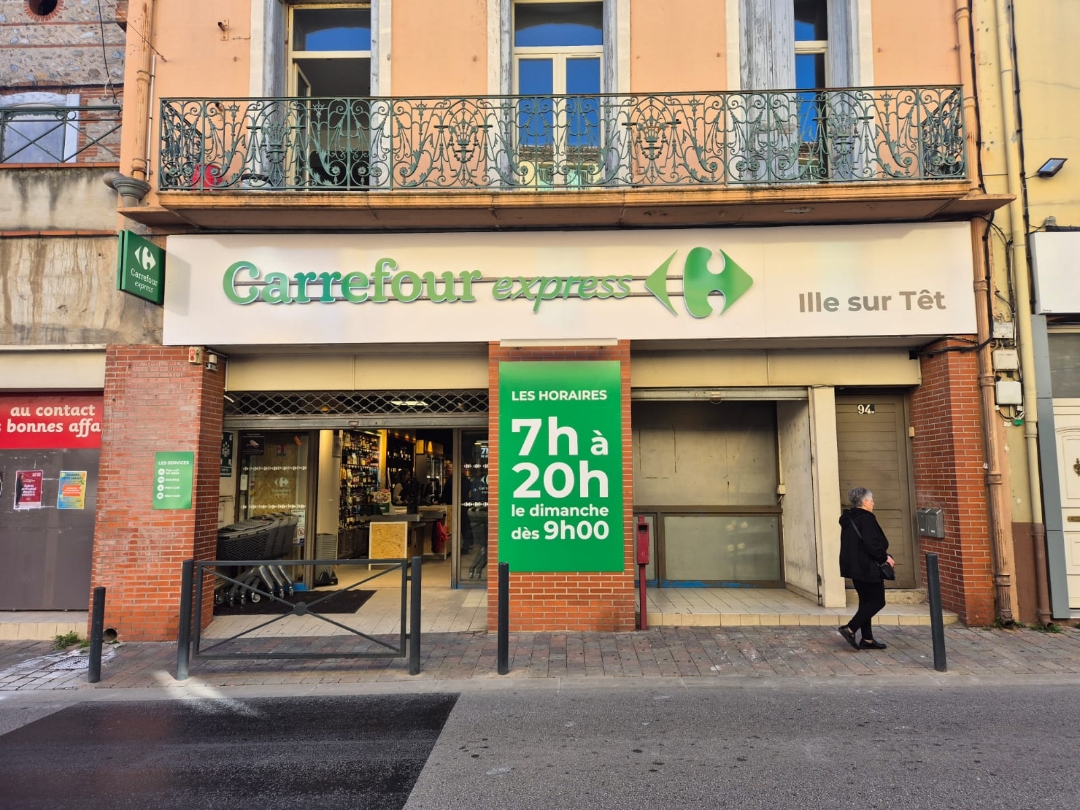 Carrefour express
Ille sur Têt
Carrefour
express
LES HORAIRES
7h à
20h
le dimanche
dès 9h00
au contact
s bonnes affa
LES SERVICES
94